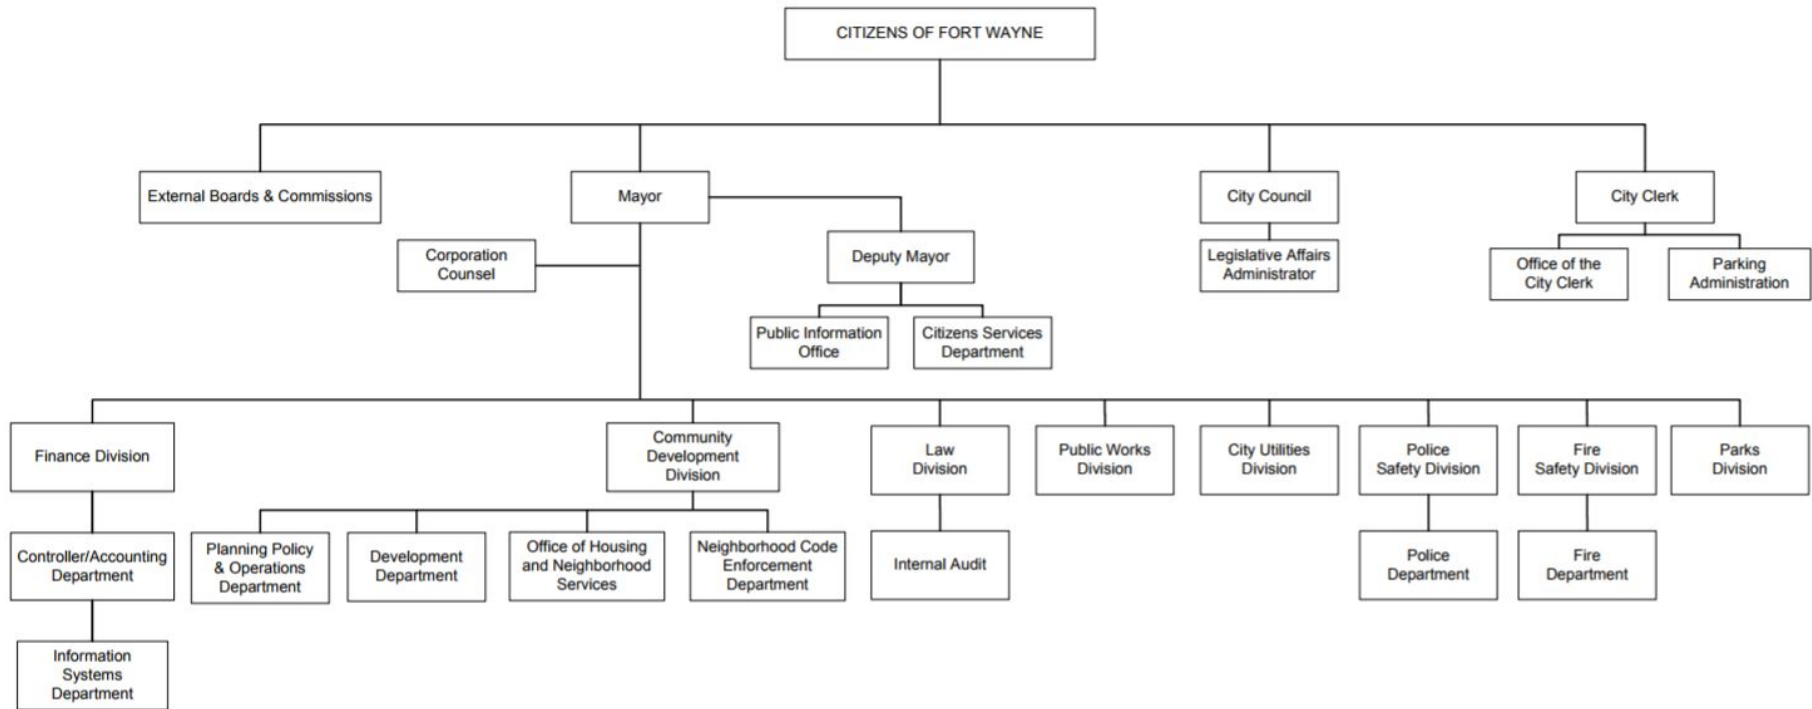 CITIZENS OF FORT WAYNE
External Boards & Commissions
Mayor
City Council
City Clerk
Corporation
Counsel
Deputy Mayor
Legislative Affairs
Administrator
Office of the
City Clerk
Parking
Administration
Public Information
Office
Citizens Services
Department
Finance Division
Community
Development
Division
Law
Division
Public Works
Division
City Utilities
Division
Police
Safety Division
Fire
Safety Division
Parks
Division
Controller/Accounting
Department
Planning Policy
& Operations
Department
Development
Department
Office of Housing
and Neighborhood
Services
Neighborhood Code
Enforcement
Department
Internal Audit
Police
Department
Fire
Department
Information
Systems
Department